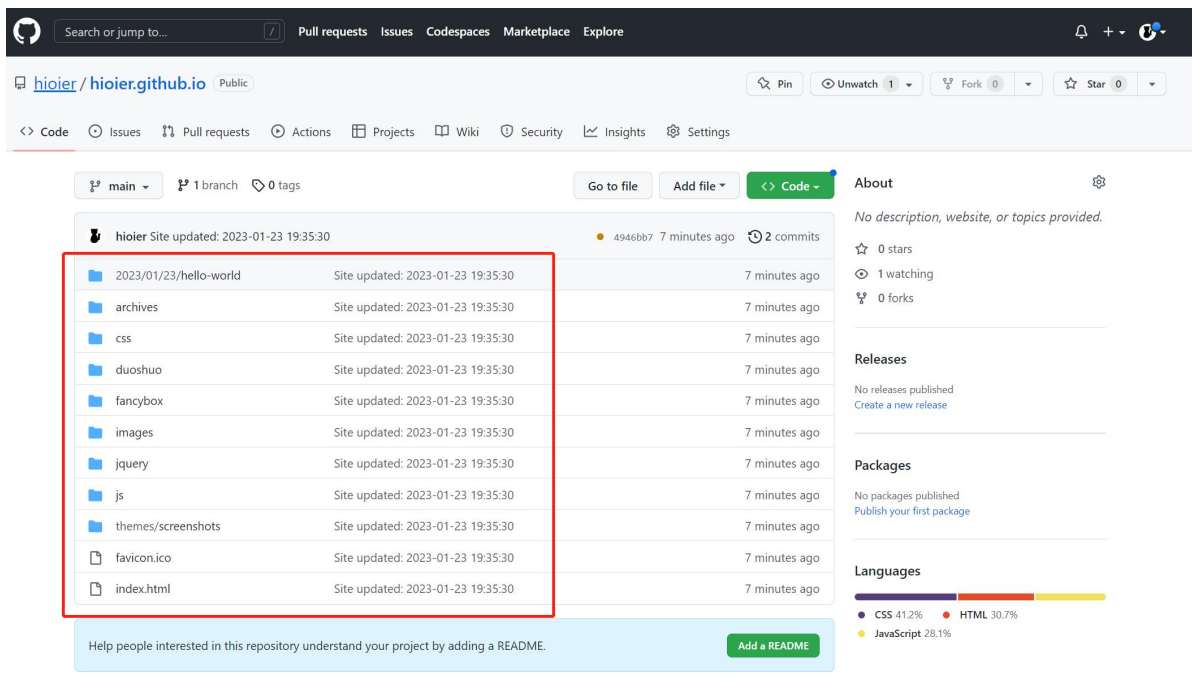 Search or jump to... / Pull requests Issues Codespaces Marketplace Explore
hioier / hioier.github.io Public Pin Unwatch 1 Fork 0 Star 0
Code Issues Pull requests Actions Projects Wiki Security Insights Settings
main 1 branch 0 tags Go to file Add file Code
hioier Site updated: 2023-01-23 19:35:30 4946bb7 7 minutes ago 2 commits
2023/01/23/hello-world Site updated: 2023-01-23 19:35:30 7 minutes ago
archives Site updated: 2023-01-23 19:35:30 7 minutes ago
css Site updated: 2023-01-23 19:35:30 7 minutes ago
duoshuo Site updated: 2023-01-23 19:35:30 7 minutes ago
fancybox Site updated: 2023-01-23 19:35:30 7 minutes ago
images Site updated: 2023-01-23 19:35:30 7 minutes ago
jquery Site updated: 2023-01-23 19:35:30 7 minutes ago
js Site updated: 2023-01-23 19:35:30 7 minutes ago
themes/screenshots Site updated: 2023-01-23 19:35:30 7 minutes ago
favicon.ico Site updated: 2023-01-23 19:35:30 7 minutes ago
index.html Site updated: 2023-01-23 19:35:30 7 minutes ago
Help people interested in this repository understand your project by adding a README. Add a README
About
No description, website, or topics provided.
0 stars
1 watching
0 forks
Releases
No releases published
Create a new release
Packages
No packages published
Publish your first package
Languages
CSS 41.2% HTML 30.7%
JavaScript 28.1%